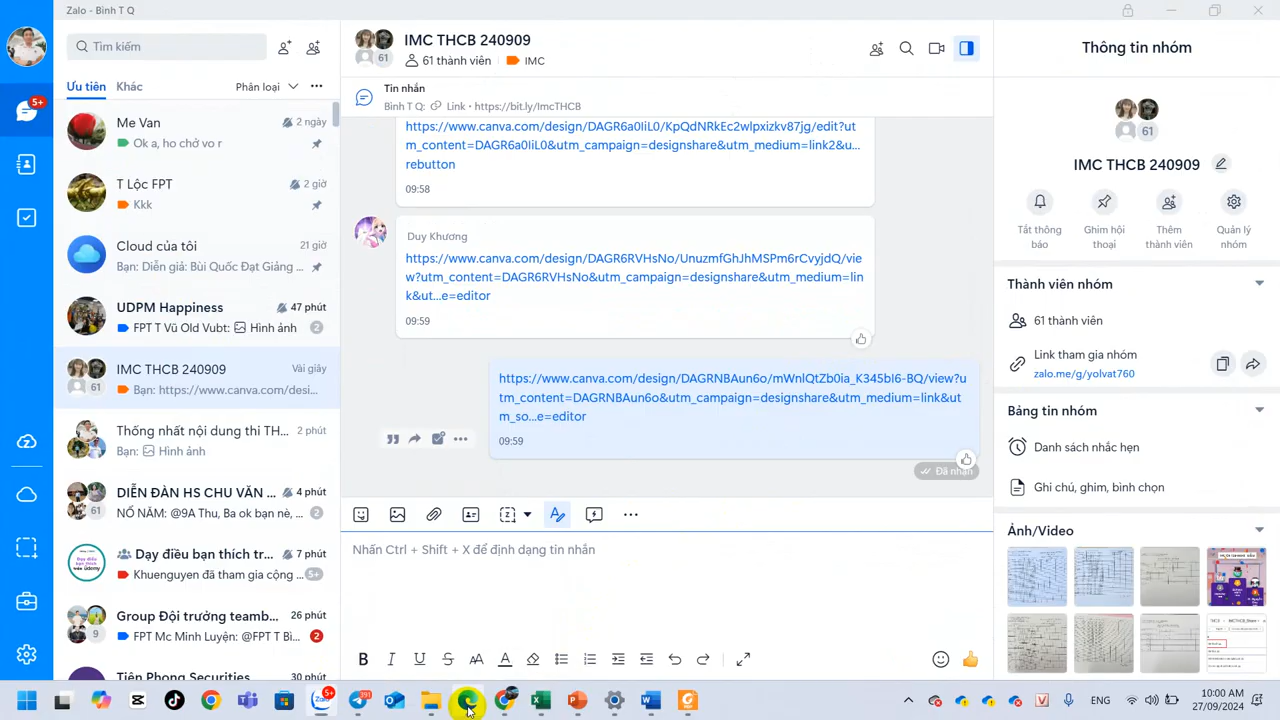 Zalo - Binh T Q
5+
Tìm kiếm
Ưu tiên
Khác
Phân loại
Me Van
2 ngày
Ok a, ho chở vo r
T Lộc FPT
2 giờ
Kkk
Cloud của tôi
21 giờ
Bạn: Diễn giả: Bùi Quốc Đạt Giảng ...
UDPM Happiness
47 phút
FPT T Vũ Old Vubt: Hình ảnh
2
IMC THCB 240909
Vài giây
61
Bạn: https://www.canva.com/desi...
Thống nhất nội dung thi TH...
2 phút
Bạn: Hình ảnh
DIỄN ĐÀN HS CHU VĂN ...
4 phút
61
NỐ NĂM: @9A Thu, Ba ok bạn nè, ...
2
Dạy điều bạn thích tr...
7 phút
Khuenguyen đã tham gia cộng ...
5+
Group Đội trưởng teamb...
26 phút
9
FPT Mc Minh Luyện: @FPT T Bi...
2
Tiên Phong Securities
24 phút
61
IMC THCB 240909
61 thành viên
IMC
Tin nhắn
Binh T Q: Link • https://bit.ly/ImcTHCB
https://www.canva.com/design/DAGR6a0IiL0/KpQdNRkEc2wlpxizkv87jg/edit?ut
m_content=DAGR6a0IiL0&utm_campaign=designshare&utm_medium=link2&u...
rebutton
09:58
Duy Khương
https://www.canva.com/design/DAGR6RVHsNo/UnuzmfGhJhMSPm6rCvyjdQ/vie
w?utm_content=DAGR6RVHsNo&utm_campaign=designshare&utm_medium=lin
k&ut...e=editor
09:59
https://www.canva.com/design/DAGRNBAun6o/mWnlQtZb0ia_K345bI6-BQ/view?u
tm_content=DAGRNBAun6o&utm_campaign=designshare&utm_medium=link&ut
m_so...e=editor
09:59
Đã nhận
Nhấn Ctrl + Shift + X để định dạng tin nhắn
Thông tin nhóm
61
IMC THCB 240909
Tắt thông
báo
Ghim hội
thoại
Thêm
thành viên
Quản lý
nhóm
Thành viên nhóm
61 thành viên
Link tham gia nhóm
zalo.me/g/yolvat760
Bảng tin nhóm
Danh sách nhắc hẹn
Ghi chú, ghim, bình chọn
Ảnh/Video
Zalo
5+
391
ENG
10:00 AM
27/09/2024